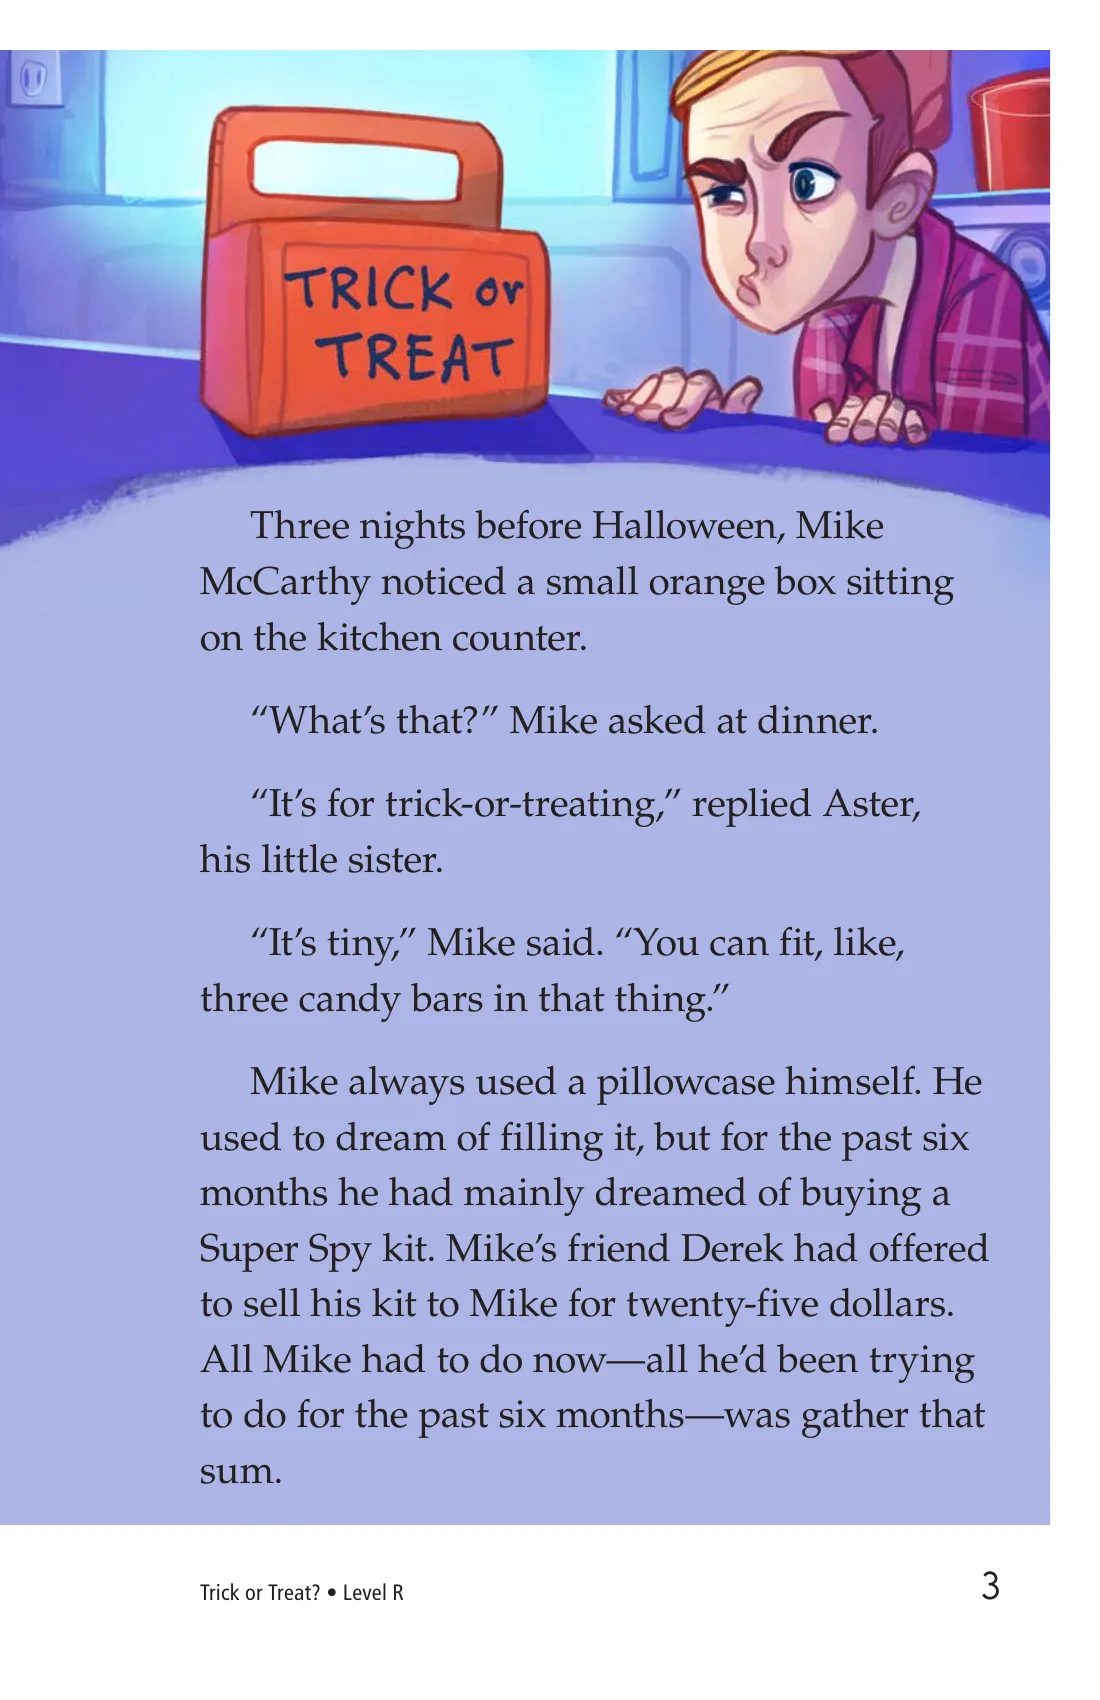 TRICK or
TREAT
Three nights before Halloween, Mike
McCarthy noticed a small orange box sitting
on the kitchen counter.
“What’s that?” Mike asked at dinner.
“It’s for trick-or-treating,” replied Aster,
his little sister.
“It’s tiny,” Mike said. “You can fit, like,
three candy bars in that thing.”
Mike always used a pillowcase himself. He
used to dream of filling it, but for the past six
months he had mainly dreamed of buying a
Super Spy kit. Mike’s friend Derek had offered
to sell his kit to Mike for twenty-five dollars.
All Mike had to do now—all he’d been trying
to do for the past six months—was gather that
sum.
Trick or Treat? • Level R
3